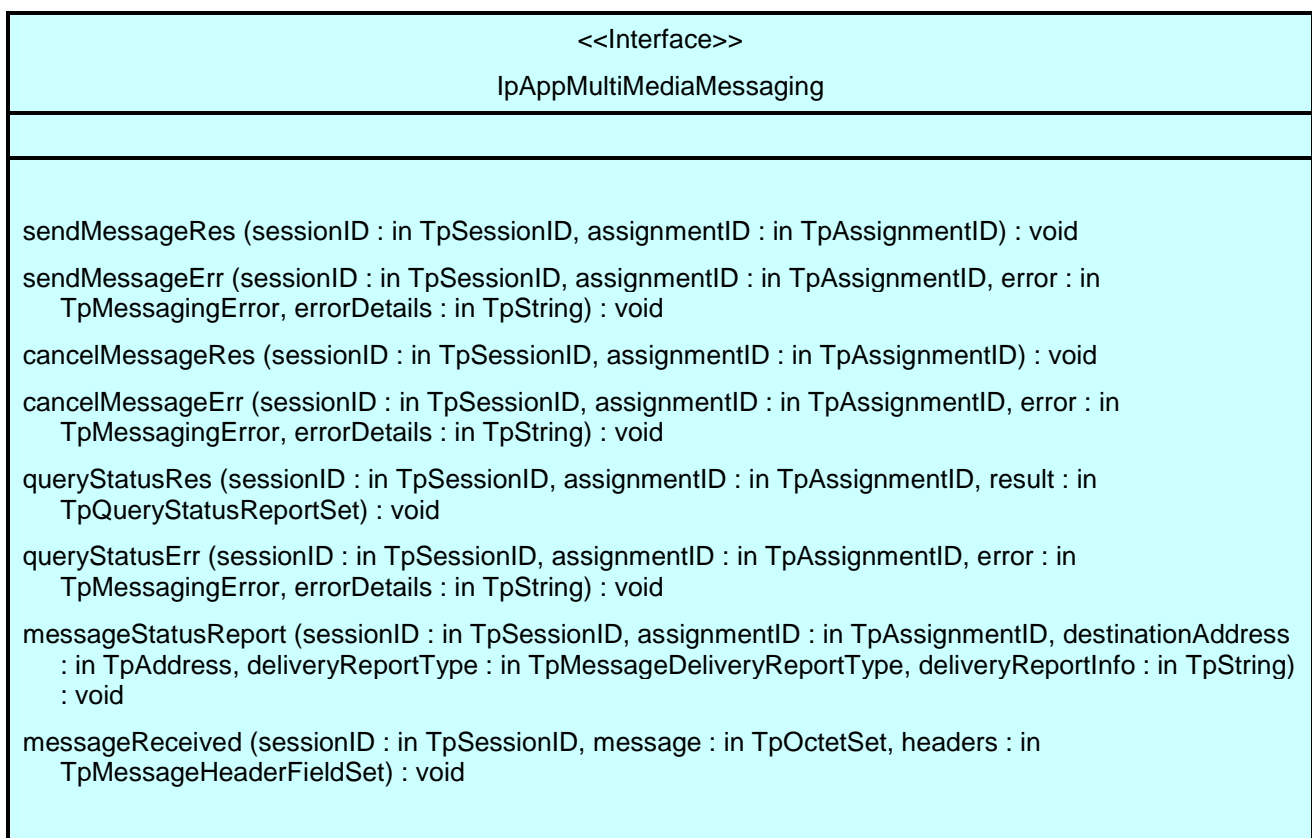 <<Interface>>
IpAppMultiMediaMessaging
sendMessageRes (sessionID : in TpSessionID, assignmentID : in TpAssignmentID) : void
sendMessageErr (sessionID : in TpSessionID, assignmentID : in TpAssignmentID, error : in
TpMessagingError, errorDetails : in TpString) : void
cancelMessageRes (sessionID : in TpSessionID, assignmentID : in TpAssignmentID) : void
cancelMessageErr (sessionID : in TpSessionID, assignmentID : in TpAssignmentID, error : in
TpMessagingError, errorDetails : in TpString) : void
queryStatusRes (sessionID : in TpSessionID, assignmentID : in TpAssignmentID, result : in
TpQueryStatusReportSet) : void
queryStatusErr (sessionID : in TpSessionID, assignmentID : in TpAssignmentID, error : in
TpMessagingError, errorDetails : in TpString) : void
messageStatusReport (sessionID : in TpSessionID, assignmentID : in TpAssignmentID, destinationAddress
: in TpAddress, deliveryReportType : in TpMessageDeliveryReportType, deliveryReportInfo : in TpString)
: void
messageReceived (sessionID : in TpSessionID, message : in TpOctetSet, headers : in
TpMessageHeaderFieldSet) : void